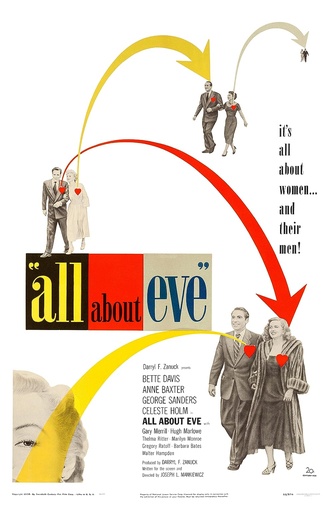 it's
all
about
women...
and
their
men!
"all about eve"
Darryl F. Zanuck presents
BETTE DAVIS
ANNE BAXTER
GEORGE SANDERS
CELESTE HOLM IN
ALL ABOUT EVE WITH
Gary Merrill · Hugh Marlowe
Thelma Ritter · Marilyn Monroe
Gregory Ratoff · Barbara Bates
Walter Hampden
Produced by DARRYL F. ZANUCK
Written for the screen and
Directed by JOSEPH L. MANKIEWICZ
20